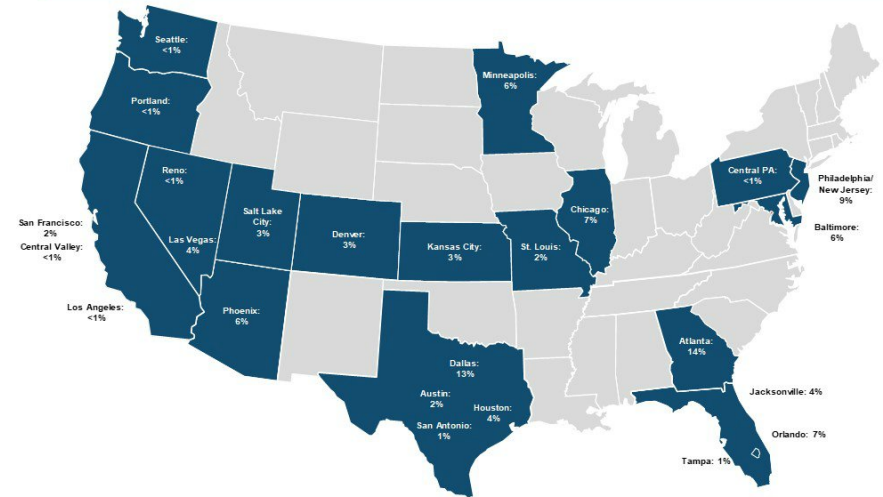 Seattle:
<1%
Portland:
<1%
Minneapolis:
6%
Reno:
<1%
Central PA:
<1%
Philadelphia/
New Jersey:
9%
San Francisco:
2%
Central Valley:
<1%
Las Vegas:
4%
Salt Lake
City:
3%
Denver:
3%
Kansas City:
3%
St. Louis:
2%
Chicago:
7%
Baltimore:
6%
Los Angeles:
<1%
Phoenix:
6%
Dallas:
13%
Austin:
2%
Houston:
4%
San Antonio:
1%
Atlanta:
14%
Jacksonville: 4%
Orlando: 7%
Tampa: 1%